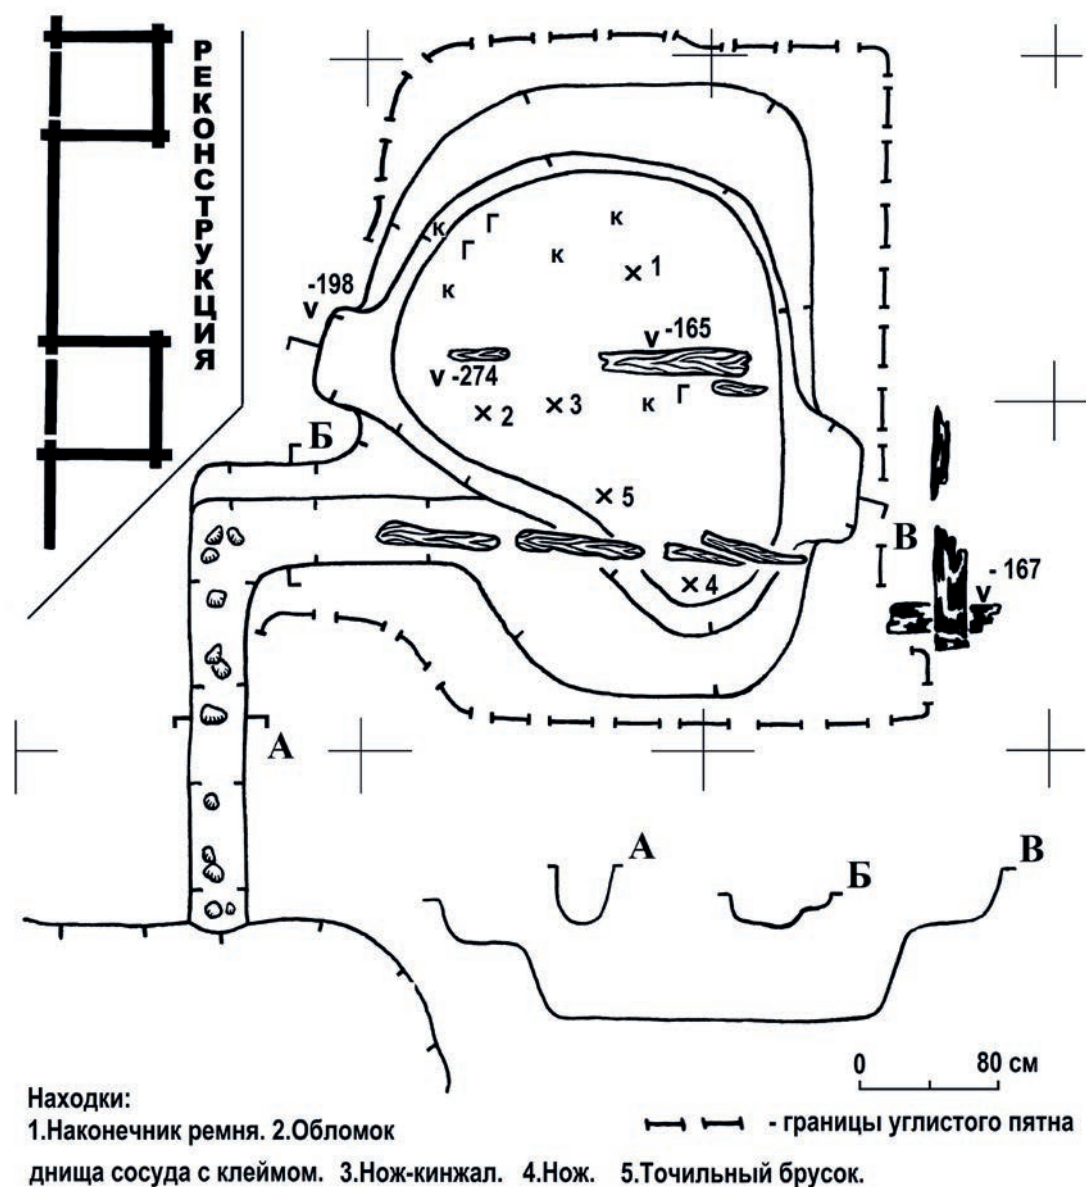 РЕКОНСТРУКЦИЯ
к Г к
Г к
× 1
к
-198
v
v -165
v -274
к Г
× 2 × 3
Б
× 5
В
- 167
v
× 4
А
А Б В
0 80 см
Находки:
1.Наконечник ремня. 2.Обломок
- границы углистого пятна
днища сосуда с клеймом. 3.Нож-кинжал. 4.Нож. 5.Точильный брусок.